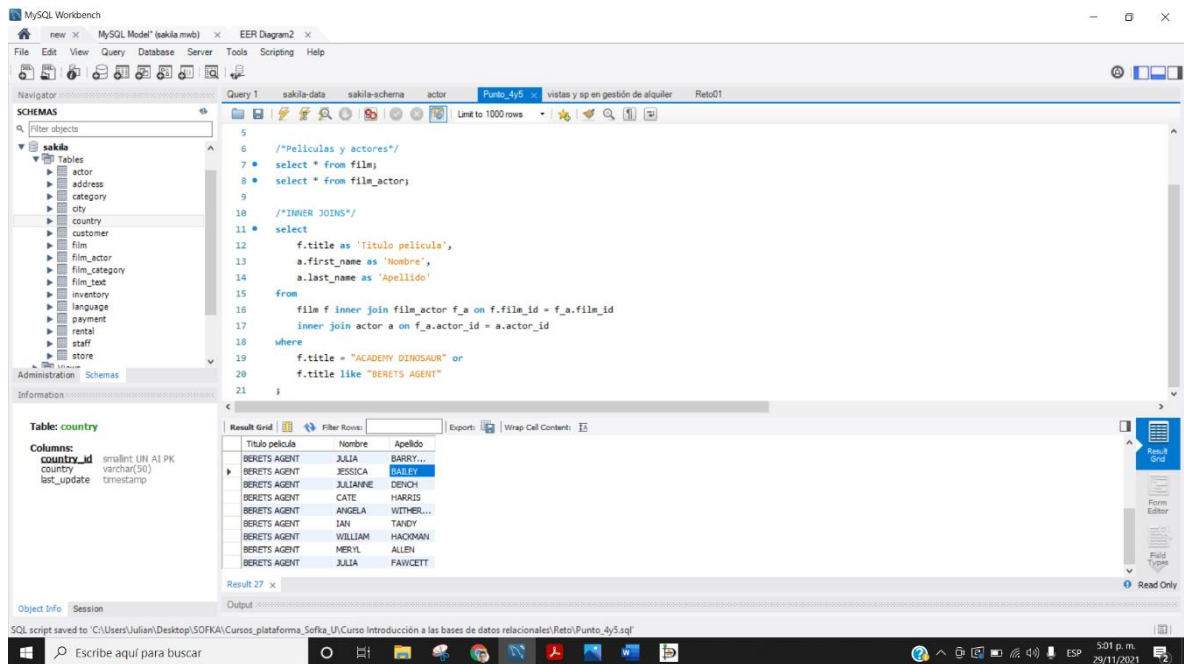 MySQL Workbench
new × MySQL Model* (sakila.mwb) × EER Diagram2 ×
File Edit View Query Database Server Tools Scripting Help
Navigator
SCHEMAS
Filter objects
sakila
Tables
actor
address
category
city
country
customer
film
film_actor
film_category
film_text
inventory
language
payment
rental
staff
store
Views
Administration Schemas
Information
Table: country
Columns:
country_id smallint UN AI PK
country varchar(50)
last_update timestamp
Object Info Session
Query 1 sakila-data sakila-schema actor Punto_4y5 × vistas y sp en gestión de alquiler Reto01
Limit to 1000 rows
5
6 /*Peliculas y actores*/
7 select * from film;
8 select * from film_actor;
9
10 /*INNER JOINS*/
11 select
12 f.title as 'Titulo pelicula',
13 a.first_name as 'Nombre',
14 a.last_name as 'Apellido'
15 from
16 film f inner join film_actor f_a on f.film_id = f_a.film_id
17 inner join actor a on f_a.actor_id = a.actor_id
18 where
19 f.title = "ACADEMY DINOSAUR" or
20 f.title like "BERETS AGENT"
21 ;
Result Grid Filter Rows: Export: Wrap Cell Content:
Titulo pelicula Nombre Apellido
BERETS AGENT JULIA BARRY...
BERETS AGENT JESSICA BAILEY
BERETS AGENT JULIANNE DENCH
BERETS AGENT CATE HARRIS
BERETS AGENT ANGELA WITHER...
BERETS AGENT IAN TANDY
BERETS AGENT WILLIAM HACKMAN
BERETS AGENT MERYL ALLEN
BERETS AGENT JULIA FAWCETT
Result Grid
Form Editor
Field Types
Result 27 ×
Read Only
Output
SQL script saved to 'C:\Users\Julian\Desktop\SOFKA\Cursos_plataforma_Sofka_U\Curso Introducción a las bases de datos relacionales\Reto\Punto_4y5.sql'
Escribe aquí para buscar
ESP
5:01 p. m.
29/11/2021
2